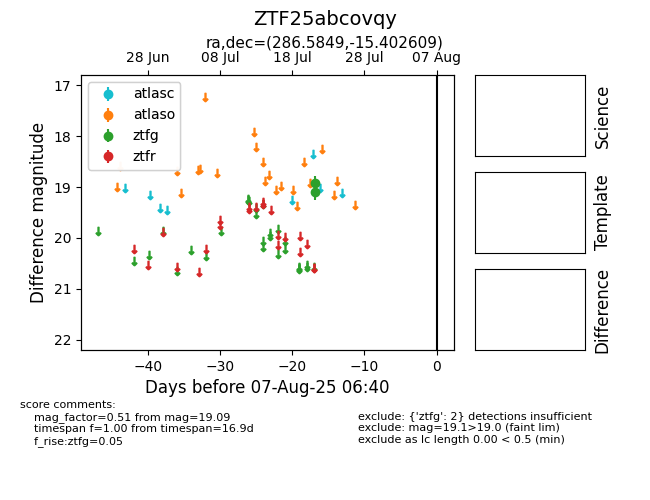 ZTF25abcovqy
ra,dec=(286.5849,-15.402609)
28 Jun 08 Jul 18 Jul 28 Jul 07 Aug
atlasc
atlaso
ztfg
ztfr
17
18
19
20
21
22
Difference magnitude
−40 −30 −20 −10 0
Days before 07-Aug-25 06:40
Science
Template
Difference
score comments:
mag_factor=0.51 from mag=19.09
timespan f=1.00 from timespan=16.9d
f_rise:ztfg=0.05
exclude: {'ztfg': 2} detections insufficient
exclude: mag=19.1>19.0 (faint lim)
exclude as lc length 0.00 < 0.5 (min)